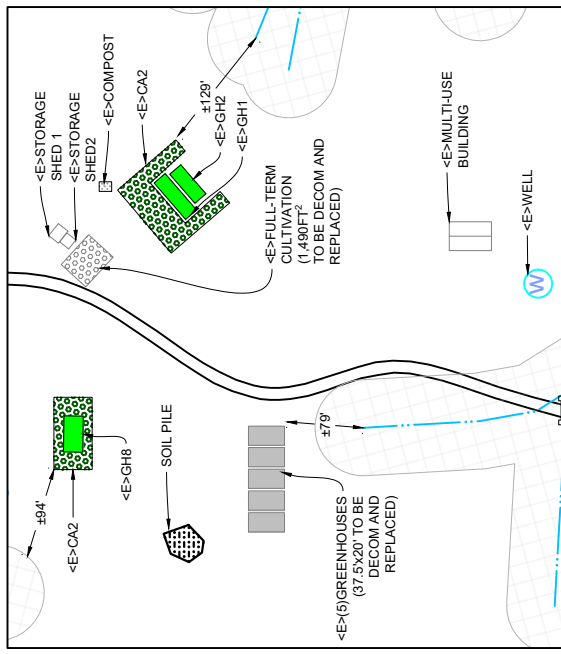 <E>STORAGE
SHED 1
<E>STORAGE
SHED2
<E>COMPOST
<E>CA2
±129'
<E>GH2
<E>GH1
<E>FULL-TERM
CULTIVATION
(1,490FT²
TO BE DECOM AND
REPLACED)
<E>MULTI-USE
BUILDING
<E>WELL
W
±94'
<E>CA2
<E>GH8
SOIL PILE
±79'
<E>(5)GREENHOUSES
(37.5'x20' TO BE
DECOM AND
REPLACED)